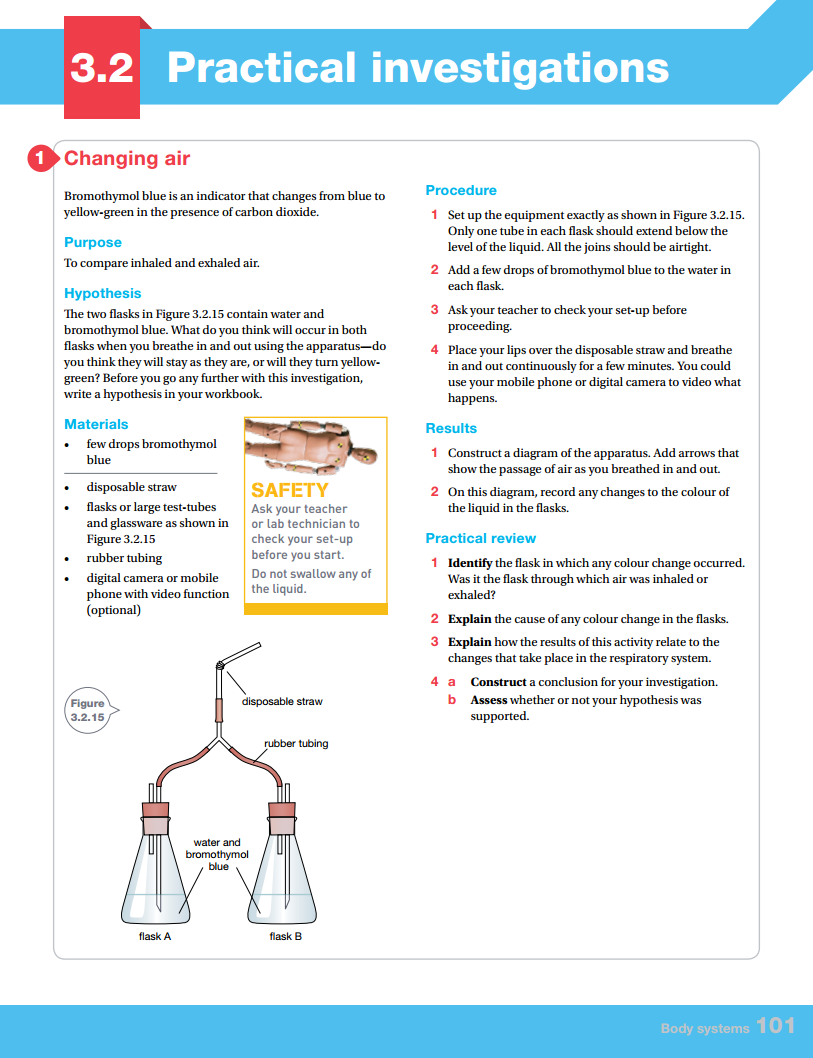 3.2 Practical investigations
1 Changing air
Bromothymol blue is an indicator that changes from blue to
yellow-green in the presence of carbon dioxide.
Purpose
To compare inhaled and exhaled air.
Hypothesis
The two flasks in Figure 3.2.15 contain water and
bromothymol blue. What do you think will occur in both
flasks when you breathe in and out using the apparatus—do
you think they will stay as they are, or will they turn yellow-
green? Before you go any further with this investigation,
write a hypothesis in your workbook.
Materials
• few drops bromothymol
blue
• disposable straw
• flasks or large test-tubes
and glassware as shown in
Figure 3.2.15
• rubber tubing
• digital camera or mobile
phone with video function
(optional)
SAFETY
Ask your teacher
or lab technician to
check your set-up
before you start.
Do not swallow any of
the liquid.
Figure
3.2.15
disposable straw
rubber tubing
water and
bromothymol
blue
flask A
flask B
Procedure
1 Set up the equipment exactly as shown in Figure 3.2.15.
Only one tube in each flask should extend below the
level of the liquid. All the joins should be airtight.
2 Add a few drops of bromothymol blue to the water in
each flask.
3 Ask your teacher to check your set-up before
proceeding.
4 Place your lips over the disposable straw and breathe
in and out continuously for a few minutes. You could
use your mobile phone or digital camera to video what
happens.
Results
1 Construct a diagram of the apparatus. Add arrows that
show the passage of air as you breathed in and out.
2 On this diagram, record any changes to the colour of
the liquid in the flasks.
Practical review
1 Identify the flask in which any colour change occurred.
Was it the flask through which air was inhaled or
exhaled?
2 Explain the cause of any colour change in the flasks.
3 Explain how the results of this activity relate to the
changes that take place in the respiratory system.
4 a Construct a conclusion for your investigation.
b Assess whether or not your hypothesis was
supported.
Body systems 101